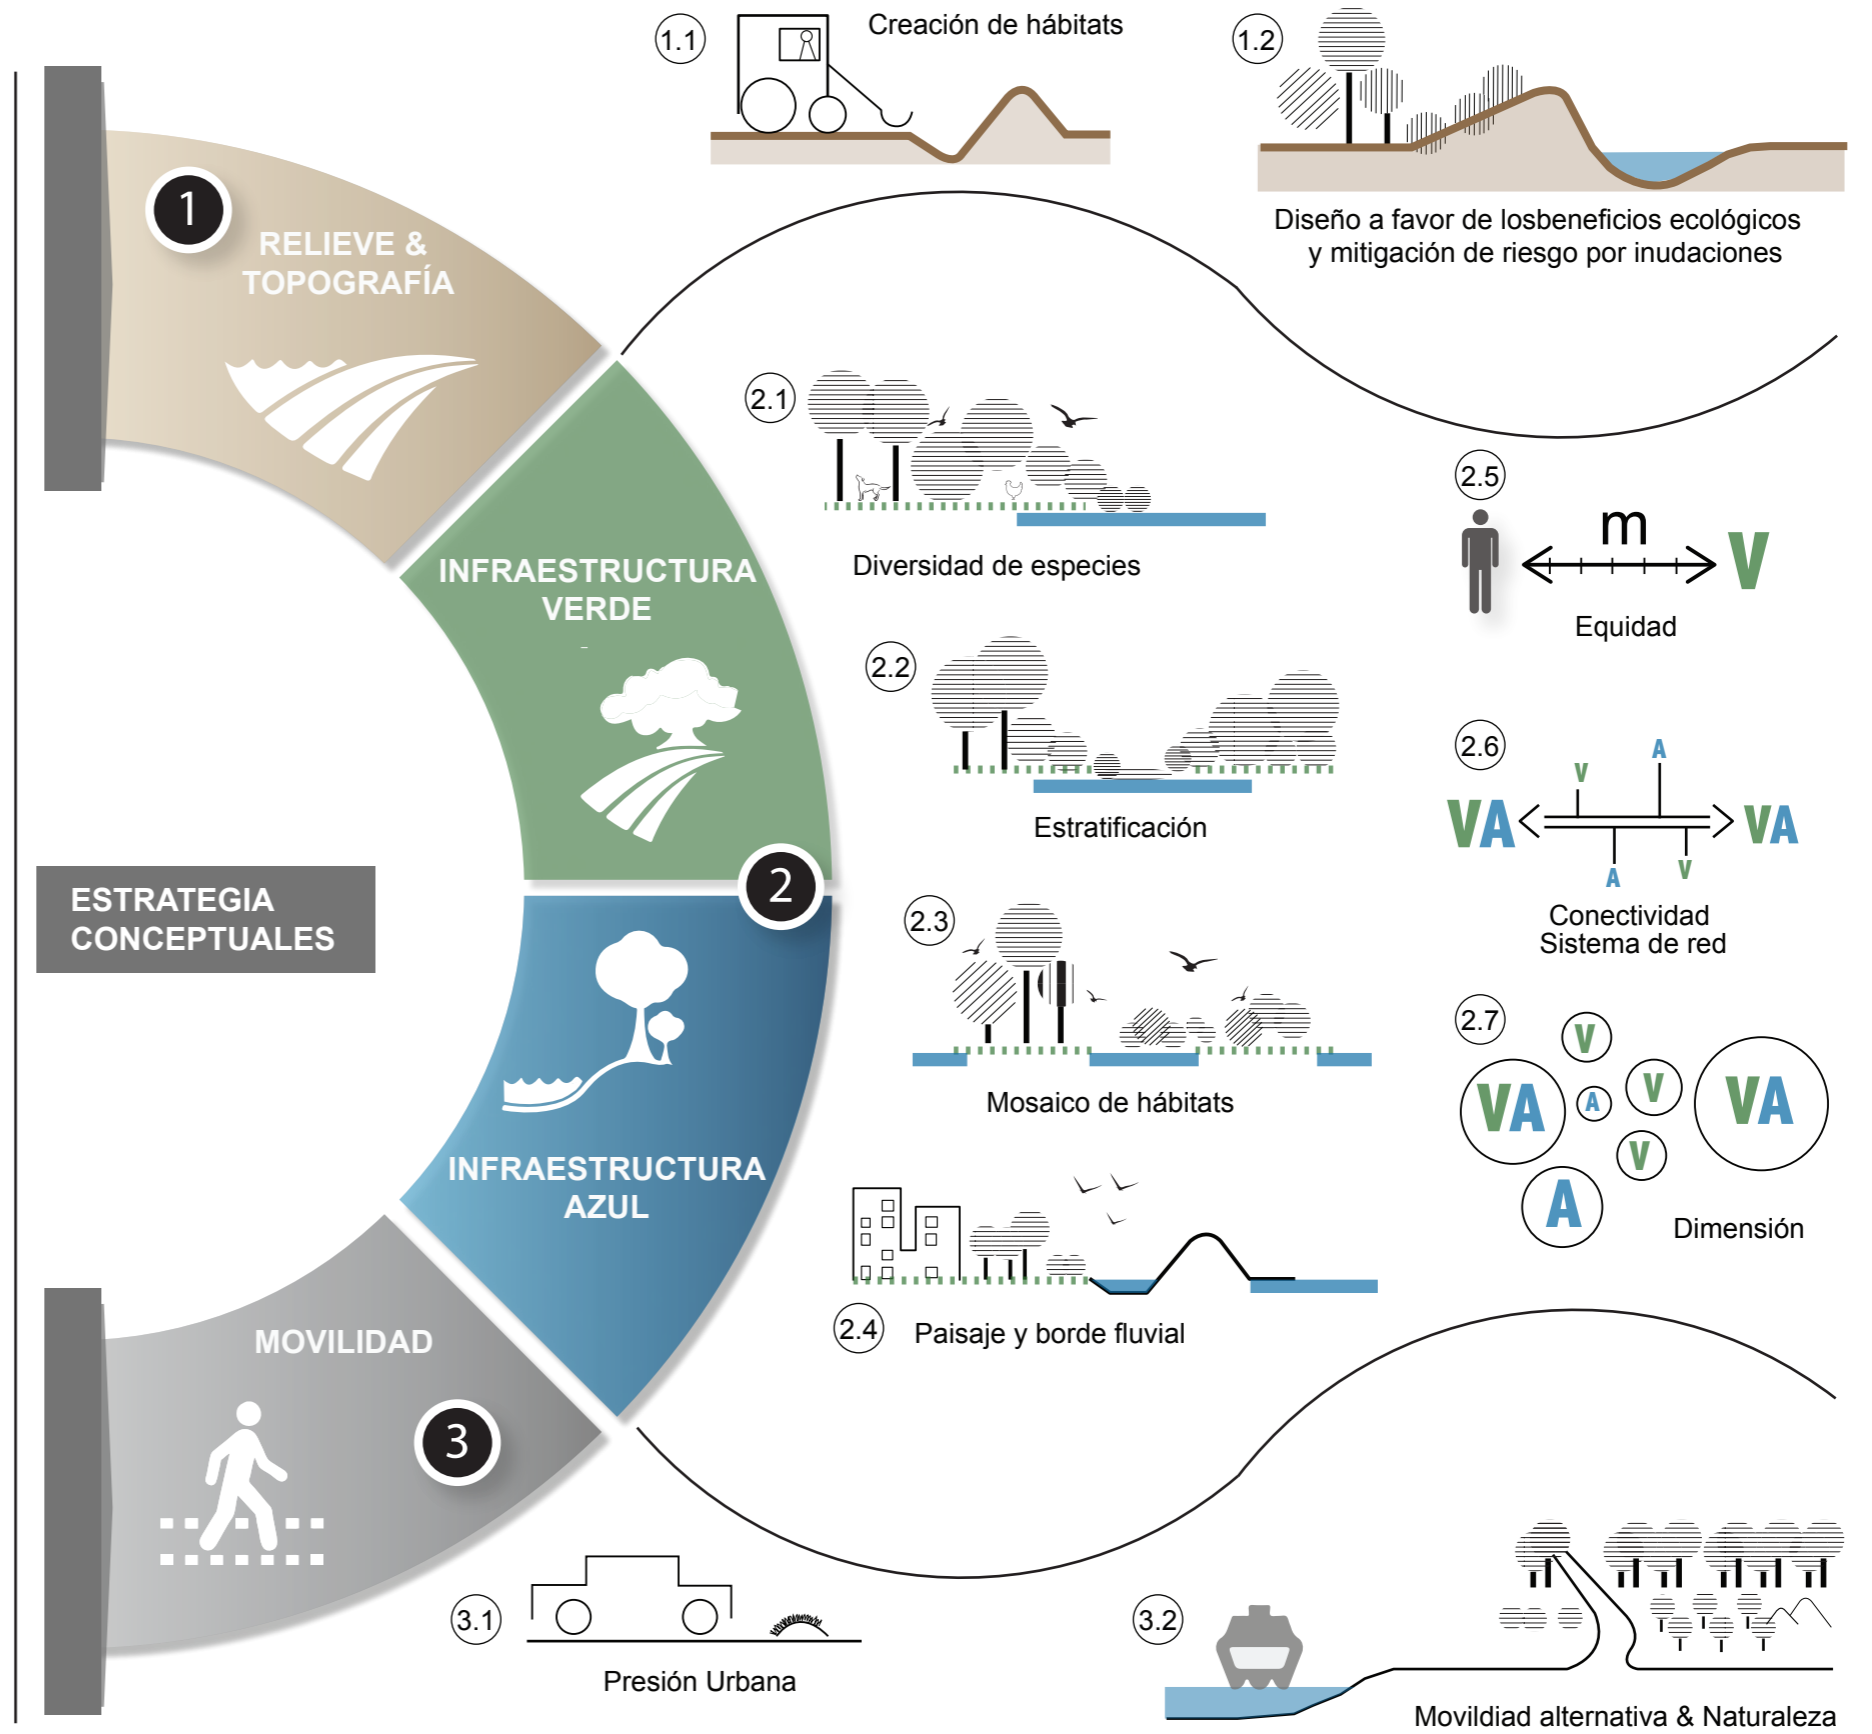 1.1
Creación de hábitats
1.2
Diseño a favor de losbeneficios ecológicos
y mitigación de riesgo por inudaciones
1
RELIEVE &
TOPOGRAFÍA
2.1
Diversidad de especies
2.5
m
V
Equidad
INFRAESTRUCTURA
VERDE
2.2
Estratificación
2.6
V
A
VA
VA
A
V
Conectividad
Sistema de red
ESTRATEGIA
CONCEPTUALES
2
2.3
Mosaico de hábitats
2.7
V
VA
A
V
VA
V
A
Dimensión
INFRAESTRUCTURA
AZUL
2.4
Paisaje y borde fluvial
MOVILIDAD
3
3.1
Presión Urbana
3.2
Movildiad alternativa & Naturaleza